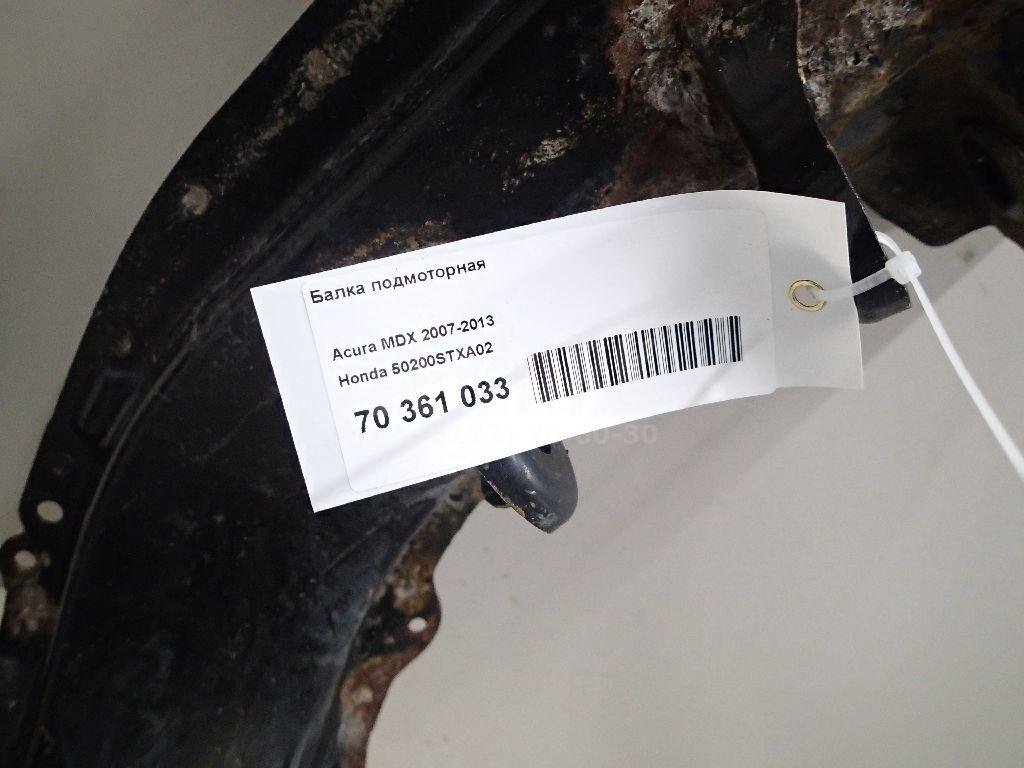 Балка подмоторная
Acura MDX 2007-2013
Honda 50200STXA02
70 361 033